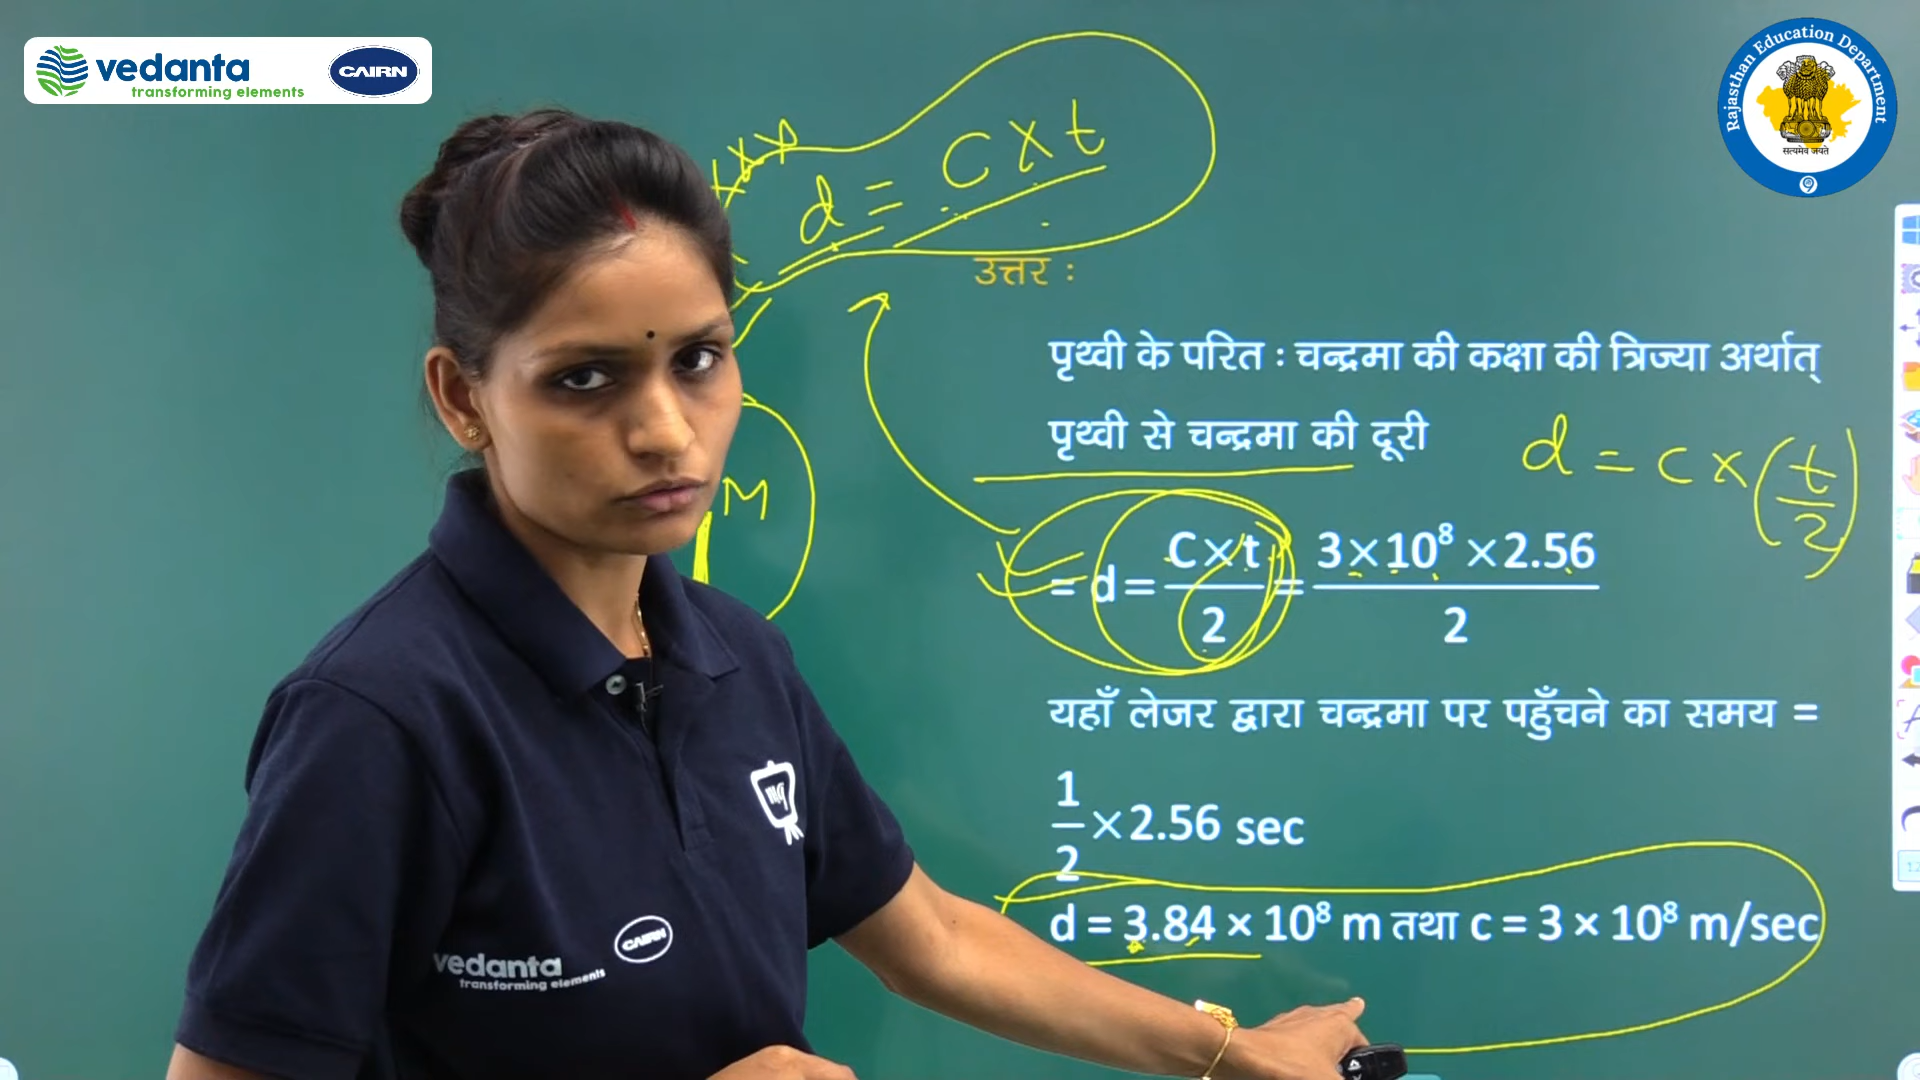 vedanta
transforming elements
CAIRN
Rajasthan Education Department
सत्यमेव जयते
d = C × t
उत्तर :
पृथ्वी के परित : चन्द्रमा की कक्षा की त्रिज्या अर्थात्
पृथ्वी से चन्द्रमा की दूरी
d = c × (t/2)
M
= d = C × t / 2 = 3 × 10⁸ × 2.56 / 2
यहाँ लेजर द्वारा चन्द्रमा पर पहुँचने का समय =
1/2 × 2.56 sec
d = 3.84 × 10⁸ m तथा c = 3 × 10⁸ m/sec
mg
vedanta
transforming elements
CAIRN